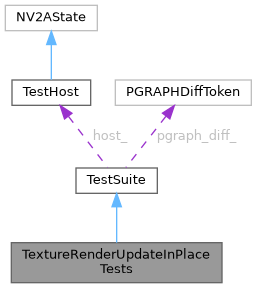 NV2AState
TestHost
PGRAPHDiffToken
host_
pgraph_diff_
TestSuite
TextureRenderUpdateInPlace
Tests